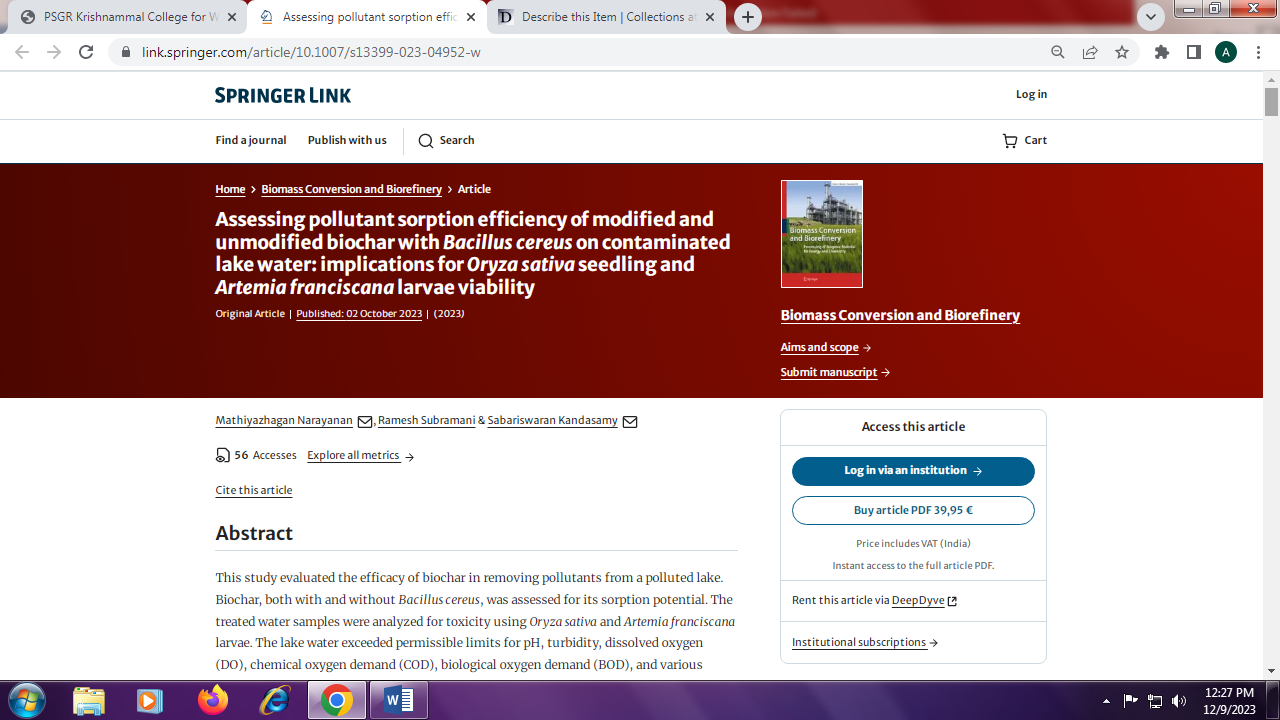 PSGR Krishnammal College for W
Assessing pollutant sorption effic
Describe this Item | Collections at
link.springer.com/article/10.1007/s13399-023-04952-w
A
SPRINGER LINK
Log in
Find a journal
Publish with us
Search
Cart
Home > Biomass Conversion and Biorefinery > Article
Assessing pollutant sorption efficiency of modified and
unmodified biochar with Bacillus cereus on contaminated
lake water: implications for Oryza sativa seedling and
Artemia franciscana larvae viability
Original Article | Published: 02 October 2023 | (2023)
Biomass Conversion
and Biorefinery
Biomass Conversion and Biorefinery
Aims and scope →
Submit manuscript →
Mathiyazhagan Narayanan, Ramesh Subramani & Sabariswaran Kandasamy
56 Accesses
Explore all metrics →
Cite this article
Abstract
This study evaluated the efficacy of biochar in removing pollutants from a polluted lake.
Biochar, both with and without Bacillus cereus, was assessed for its sorption potential. The
treated water samples were analyzed for toxicity using Oryza sativa and Artemia franciscana
larvae. The lake water exceeded permissible limits for pH, turbidity, dissolved oxygen
(DO), chemical oxygen demand (COD), biological oxygen demand (BOD), and various
Access this article
Log in via an institution →
Buy article PDF 39,95 €
Price includes VAT (India)
Instant access to the full article PDF.
Rent this article via DeepDyve
Institutional subscriptions →
12:27 PM
12/9/2023